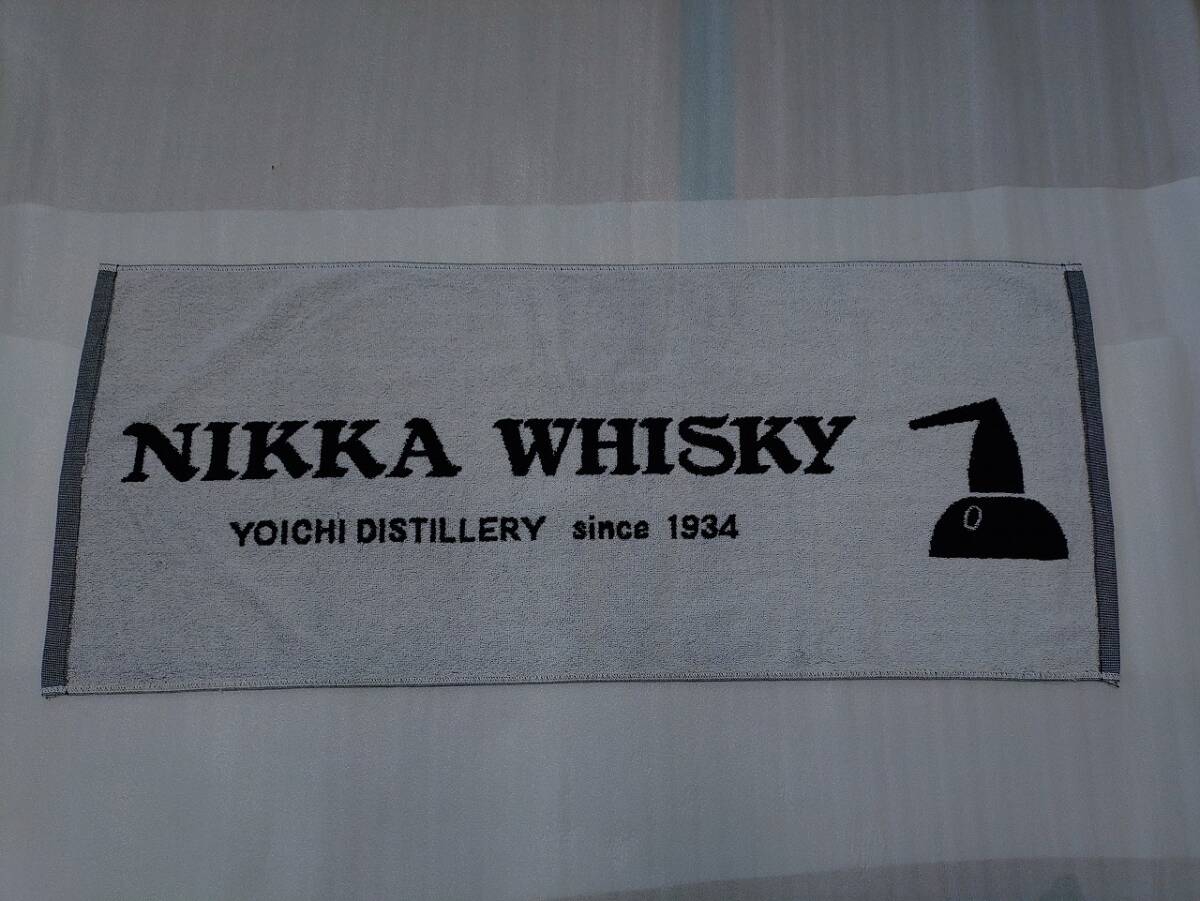 NIKKA WHISKY
YOICHI DISTILLERY since 1934